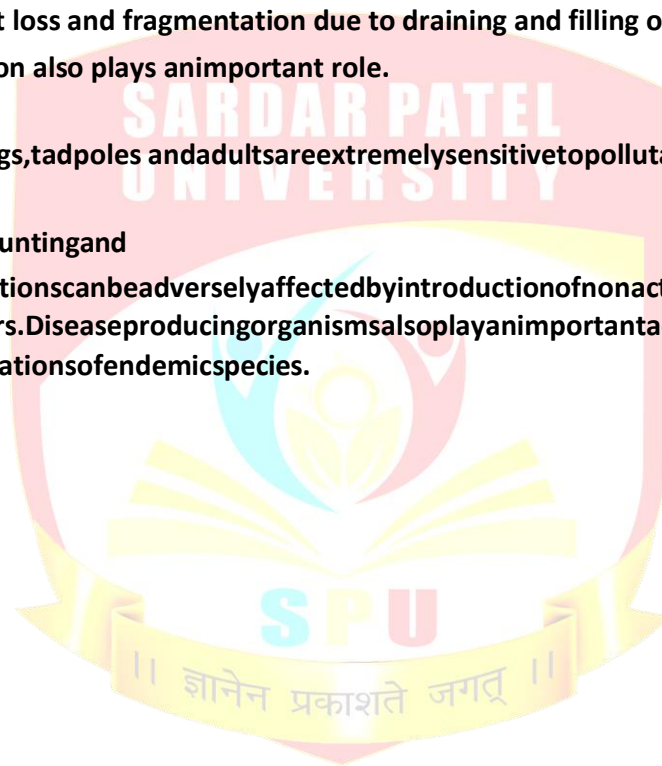 t loss and fragmentation due to draining and filling o
on also plays animportant role.
SARDAR PATEL
gs,tadpoles andadultsareextremelysensitivetopolluta
UNIVERSITY
untingand
tionscanbeadverselyaffectedbyintroductionofnonact
rs.Diseaseproducingorganismsalsoplayanimportanta
ationsofendemicspecies.
SPU
॥ ज्ञानेन प्रकाशते जगत् ॥